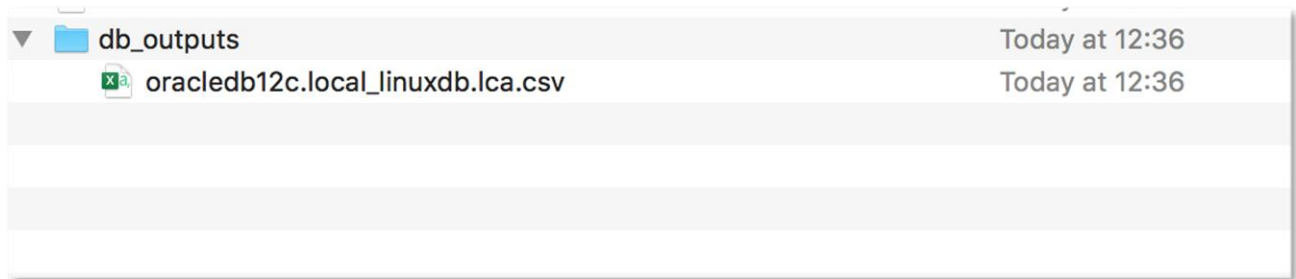 db_outputs Today at 12:36
oracledb12c.local_linuxdb.lca.csv Today at 12:36